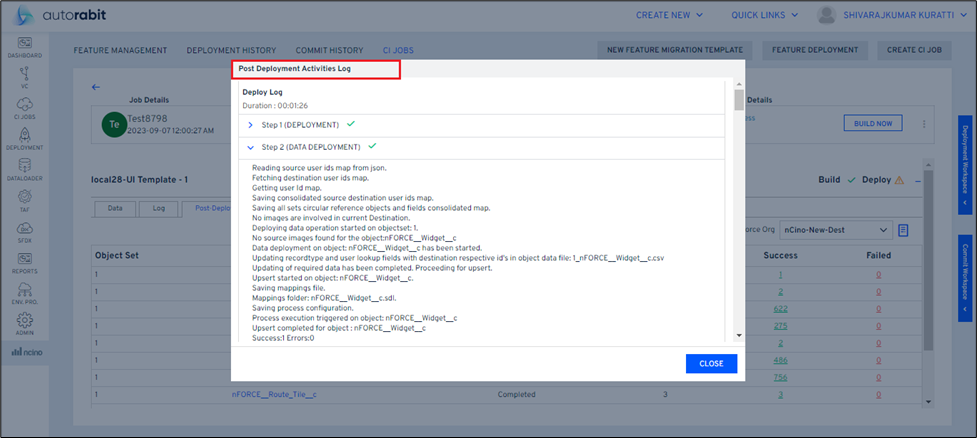 autorabit
CREATE NEW
QUICK LINKS
SHIVARAJKUMAR KURATTI
DASHBOARD
VC
CI JOBS
DEPLOYMENT
DATALOADER
TAF
SFDX
REPORTS
ENV. PRO.
ADMIN
ncino
FEATURE MANAGEMENT
DEPLOYMENT HISTORY
COMMIT HISTORY
CI JOBS
NEW FEATURE MIGRATION TEMPLATE
FEATURE DEPLOYMENT
CREATE CI JOB
Job Details
Details
Te
Test8798
2023-09-07 12:00:27 AM
BUILD NOW
local28-UI Template - 1
Build
Deploy
Data
Log
Post-Deplo
orce Org
nCino-New-Dest
Object Set
Success
Failed
1
1
0
1
2
0
1
622
0
1
275
0
1
2
0
1
486
0
1
756
0
1
nFORCE__Route_Tile__c
Completed
3
3
0
Deployment Workspace
Commit Workspace
Post Deployment Activities Log
Deploy Log
Duration : 00:01:26
Step 1 (DEPLOYMENT)
Step 2 (DATA DEPLOYMENT)
Reading source user ids map from json.
Fetching destination user ids map.
Getting user Id map.
Saving consolidated source destination user ids map.
Saving all sets circular reference objects and fields consolidated map.
No images are involved in current Destination.
Deploying data operation started on objectset: 1.
No source images found for the object:nFORCE__Widget__c
Data deployment on object: nFORCE__Widget__c has been started.
Updating recordtype and user lookup fields with destination respective id's in object data file: 1_nFORCE__Widget__c.csv
Updating of required data has been completed. Proceeding for upsert.
Upsert started on object: nFORCE__Widget__c.
Saving mappings file.
Mappings folder: nFORCE__Widget__c.sdl.
Saving process configuration.
Process execution triggered on object: nFORCE__Widget__c
Upsert completed for object : nFORCE__Widget__c
Success:1 Errors:0
CLOSE